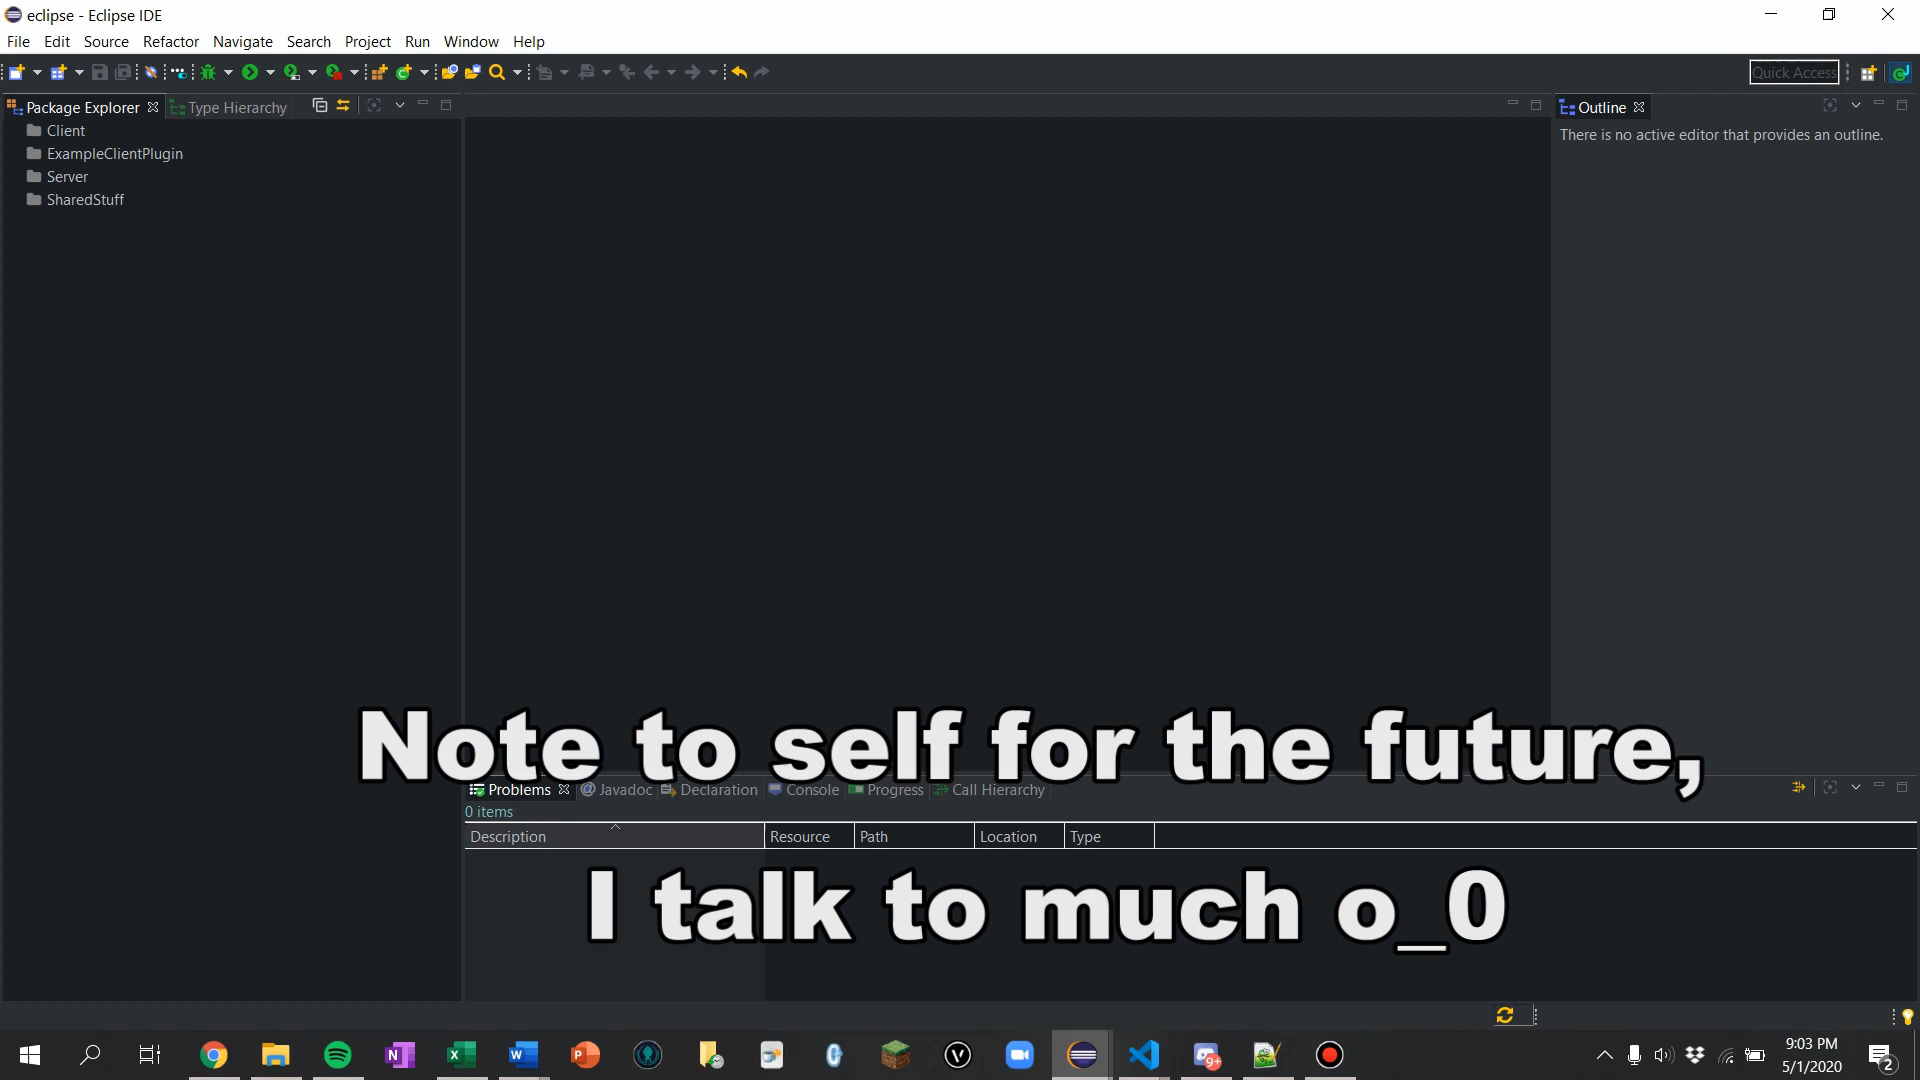 eclipse - Eclipse IDE
File Edit Source Refactor Navigate Search Project Run Window Help
Quick Access
Package Explorer Type Hierarchy
Outline
Client
There is no active editor that provides an outline.
ExampleClientPlugin
Server
SharedStuff
Note to self for the future,
Problems Javadoc Declaration Console Progress Call Hierarchy
0 items
Description Resource Path Location Type
I talk to much o_0
9:03 PM
5/1/2020
9+
2